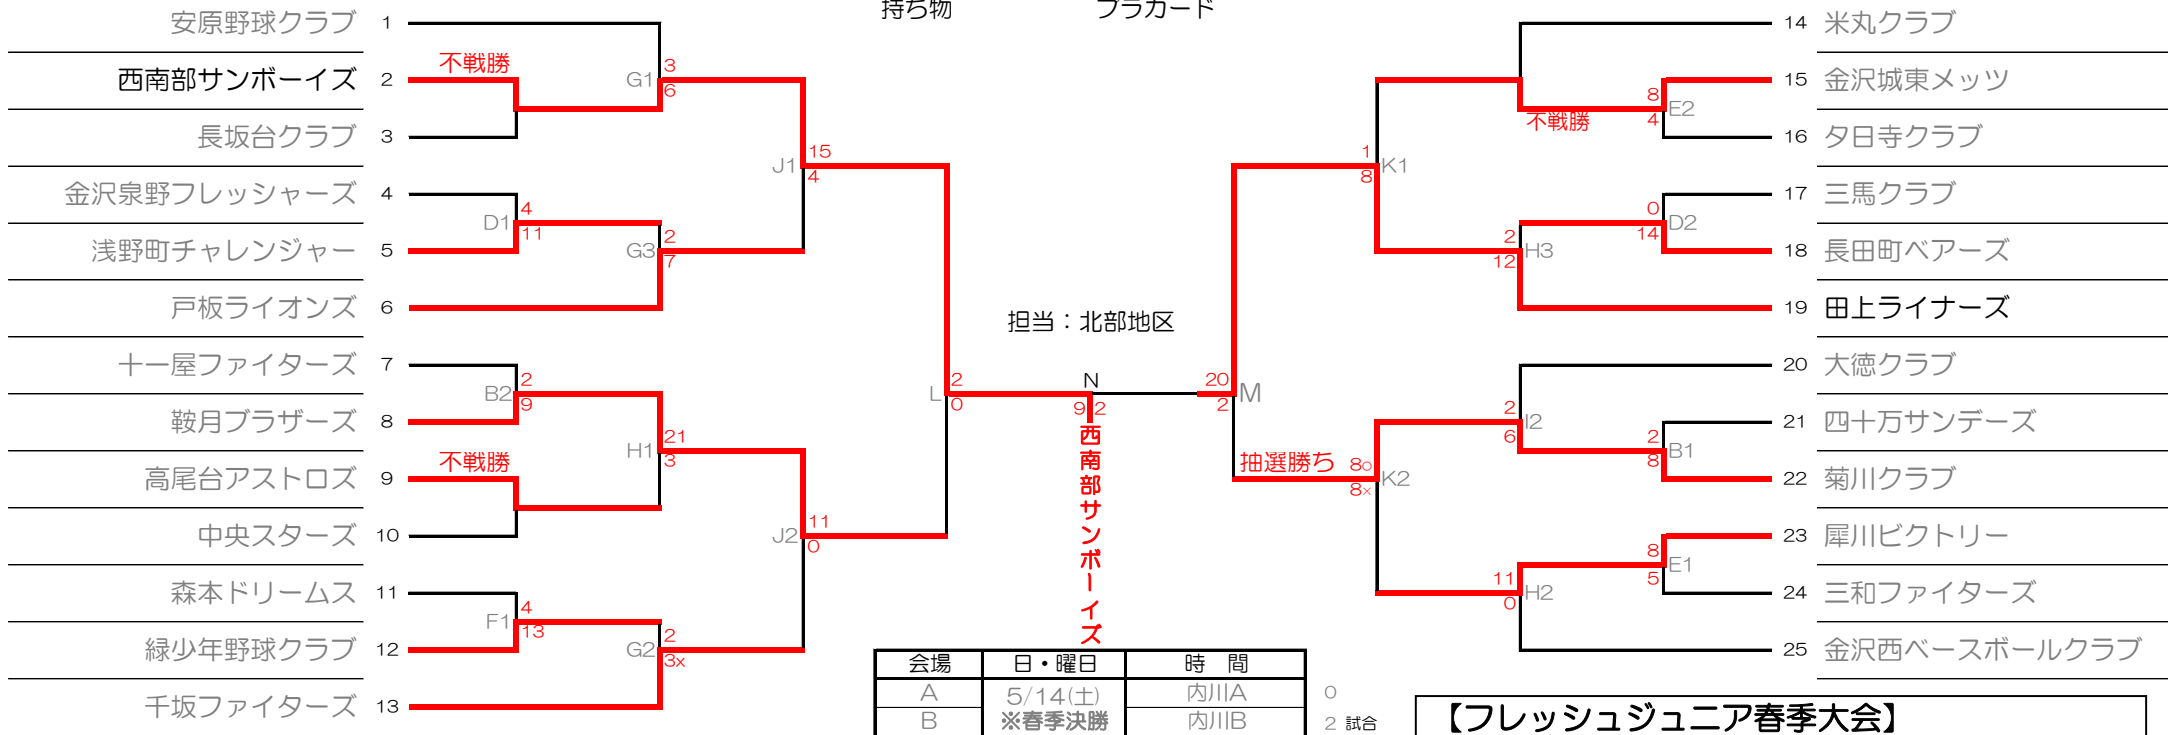 持ち物 プラカード
安原野球クラブ 1
西南部サンボーイズ 2
長坂台クラブ 3
金沢泉野フレッシャーズ 4
浅野町チャレンジャー 5
戸板ライオンズ 6
十一屋ファイターズ 7
鞍月ブラザーズ 8
高尾台アストロズ 9
中央スターズ 10
森本ドリームス 11
緑少年野球クラブ 12
千坂ファイターズ 13
不戦勝
G1 3
6
D1 4
11
G3 2
7
B2 2
9
不戦勝
H1 21
3
F1 4
13
G2 2
3x
J1 15
4
J2 11
0
L 2
0
担当：北部地区
N
9 2
西南部サンボーイズ
20 M
2
1 K1
8
抽選勝ち 8○ K2
8×
不戦勝
8 E2
4
0 D2
14
2 H3
12
2 I2
6
2 B1
8
8 E1
5
11 H2
0
14 米丸クラブ
15 金沢城東メッツ
16 夕日寺クラブ
17 三馬クラブ
18 長田町ベアーズ
19 田上ライナーズ
20 大徳クラブ
21 四十万サンデーズ
22 菊川クラブ
23 犀川ビクトリー
24 三和ファイターズ
25 金沢西ベースボールクラブ
会場 日・曜日 時　間
A 5/14(土) 内川A 0
B ※春季決勝 内川B 2 試合
【フレッシュジュニア春季大会】